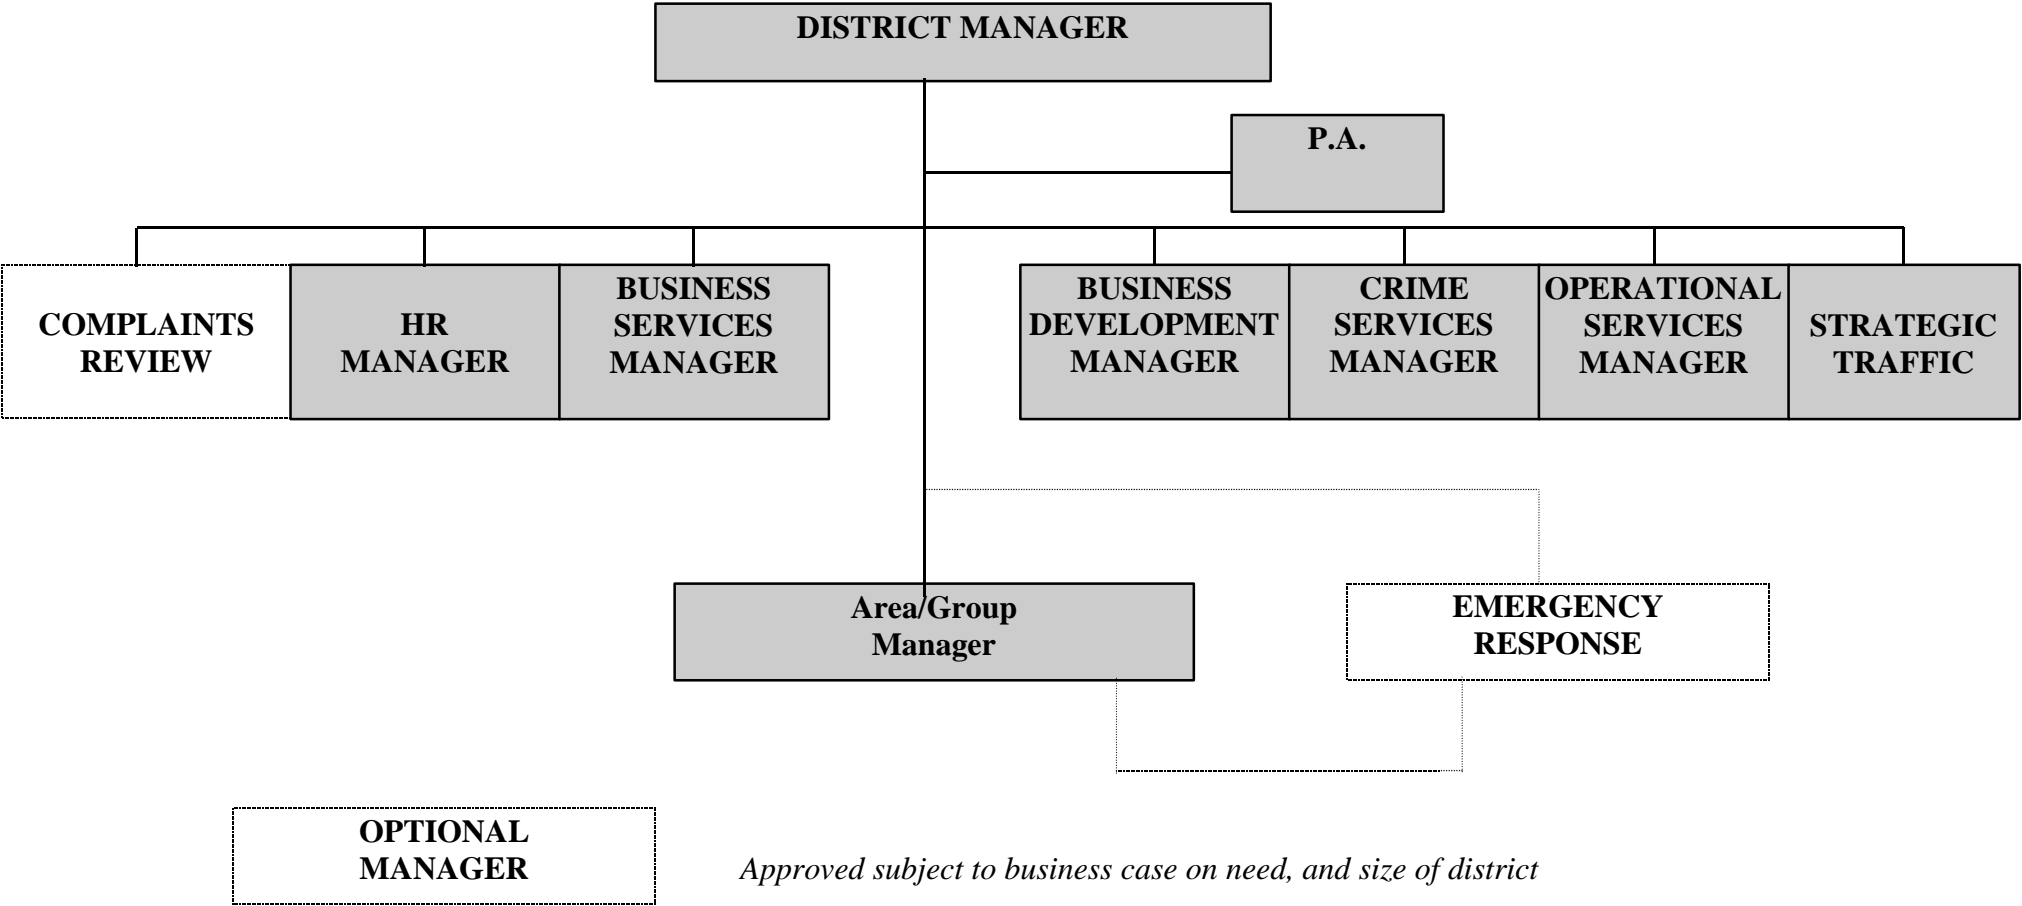 DISTRICT MANAGER
P.A.
COMPLAINTS
REVIEW
HR
MANAGER
BUSINESS
SERVICES
MANAGER
BUSINESS
DEVELOPMENT
MANAGER
CRIME
SERVICES
MANAGER
OPERATIONAL
SERVICES
MANAGER
STRATEGIC
TRAFFIC
Area/Group
Manager
EMERGENCY
RESPONSE
OPTIONAL
MANAGER
Approved subject to business case on need, and size of district